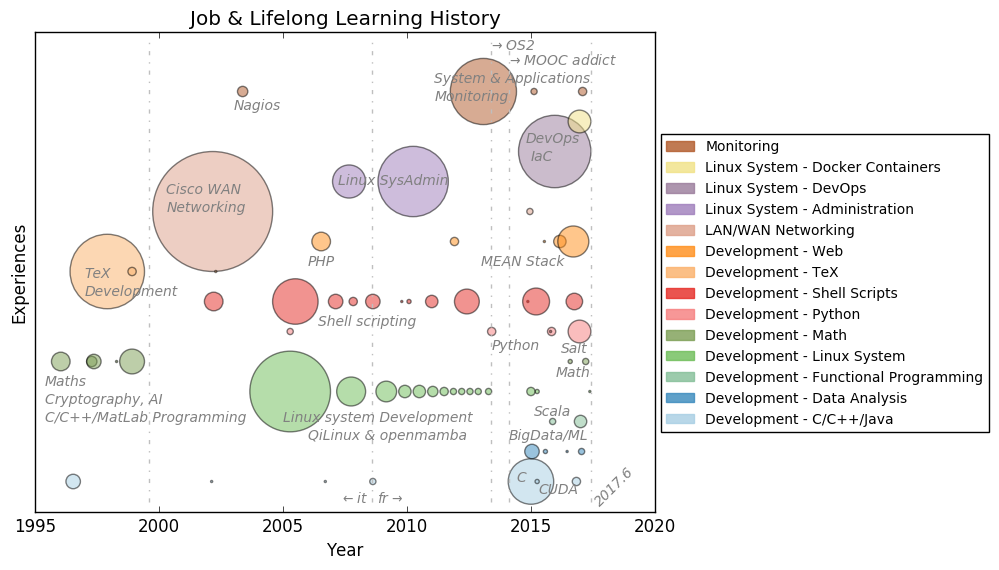 Job & Lifelong Learning History
→OS2
→MOOC addict
System & Applications
Monitoring
Nagios
DevOps
IaC
Linux SysAdmin
Cisco WAN
Networking
PHP
MEAN Stack
TeX
Development
Shell scripting
Python
Salt
Math
Maths
Cryptography, AI
C/C++/MatLab Programming
Linux system Development
QiLinux & openmamba
Scala
BigData/ML
C
CUDA
←it fr→
2017.6
Experiences
1995 2000 2005 2010 2015 2020
Year
Monitoring
Linux System - Docker Containers
Linux System - DevOps
Linux System - Administration
LAN/WAN Networking
Development - Web
Development - TeX
Development - Shell Scripts
Development - Python
Development - Math
Development - Linux System
Development - Functional Programming
Development - Data Analysis
Development - C/C++/Java